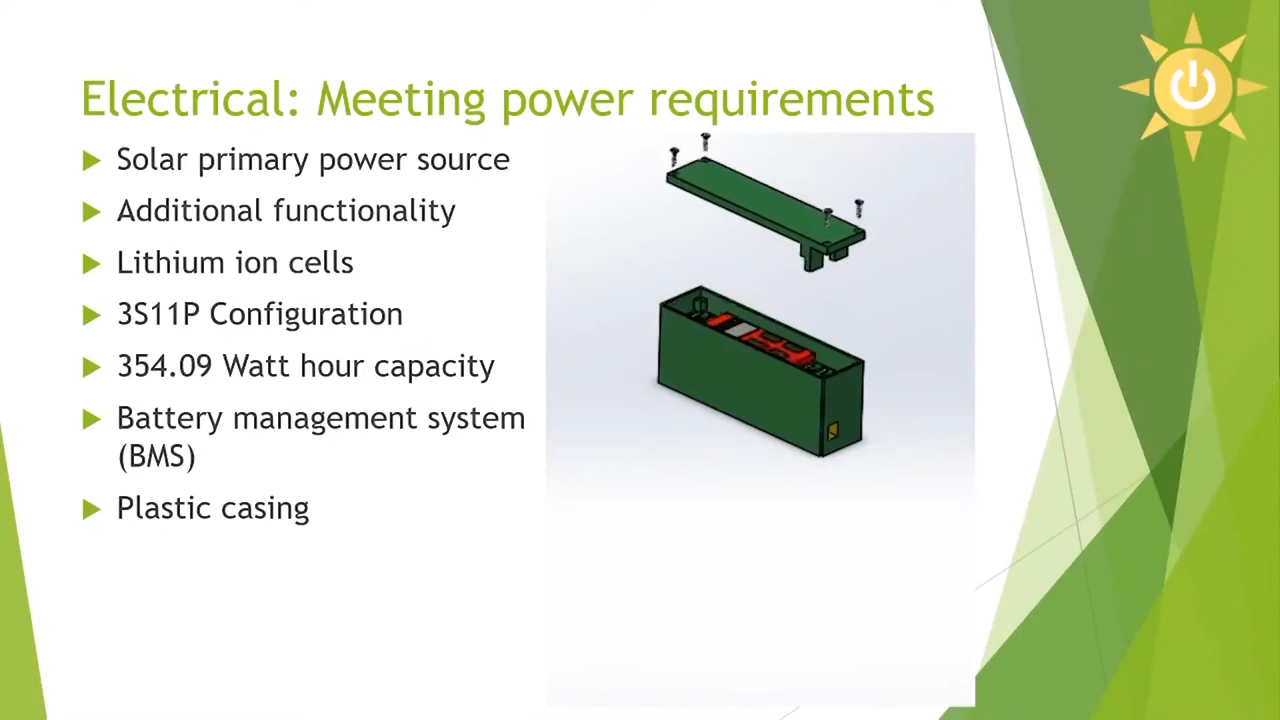 Electrical: Meeting power requirements
Solar primary power source
Additional functionality
Lithium ion cells
3S11P Configuration
354.09 Watt hour capacity
Battery management system
(BMS)
Plastic casing